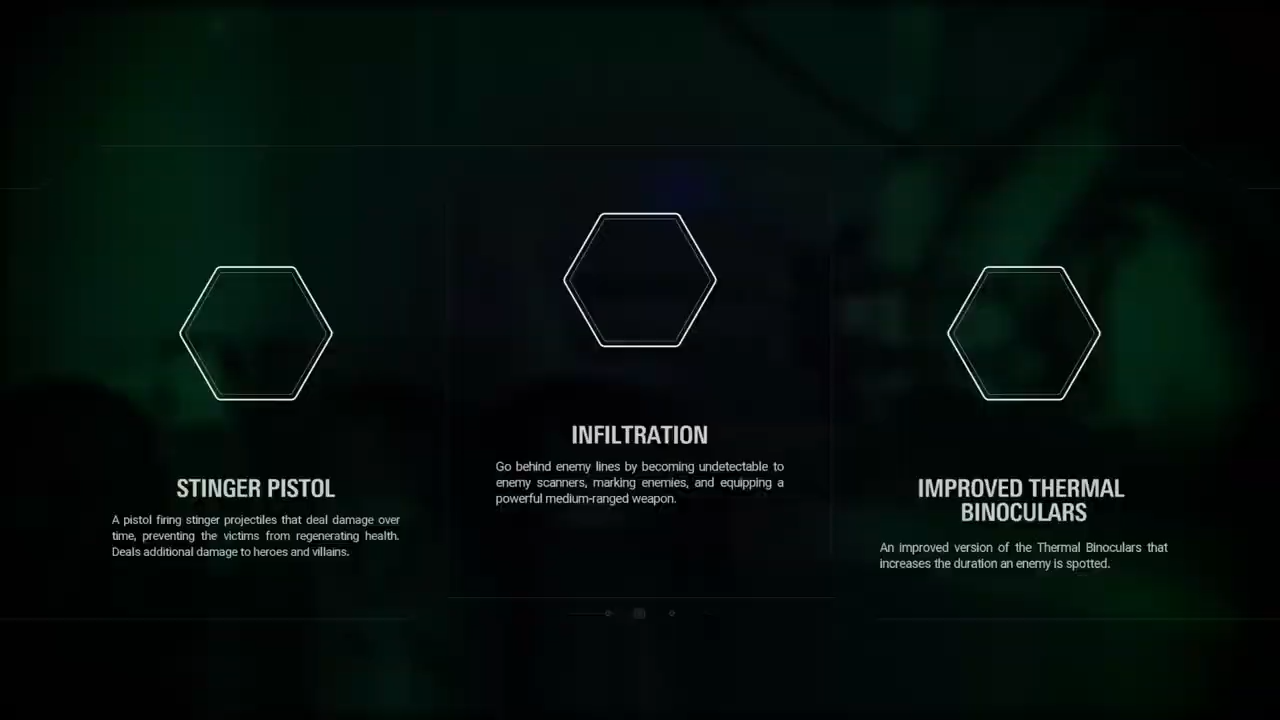 STINGER PISTOL
A pistol firing stinger projectiles that deal damage over
time, preventing the victims from regenerating health.
Deals additional damage to heroes and villains.
INFILTRATION
Go behind enemy lines by becoming undetectable to
enemy scanners, marking enemies, and equipping a
powerful medium-ranged weapon.
IMPROVED THERMAL
BINOCULARS
An improved version of the Thermal Binoculars that
increases the duration an enemy is spotted.